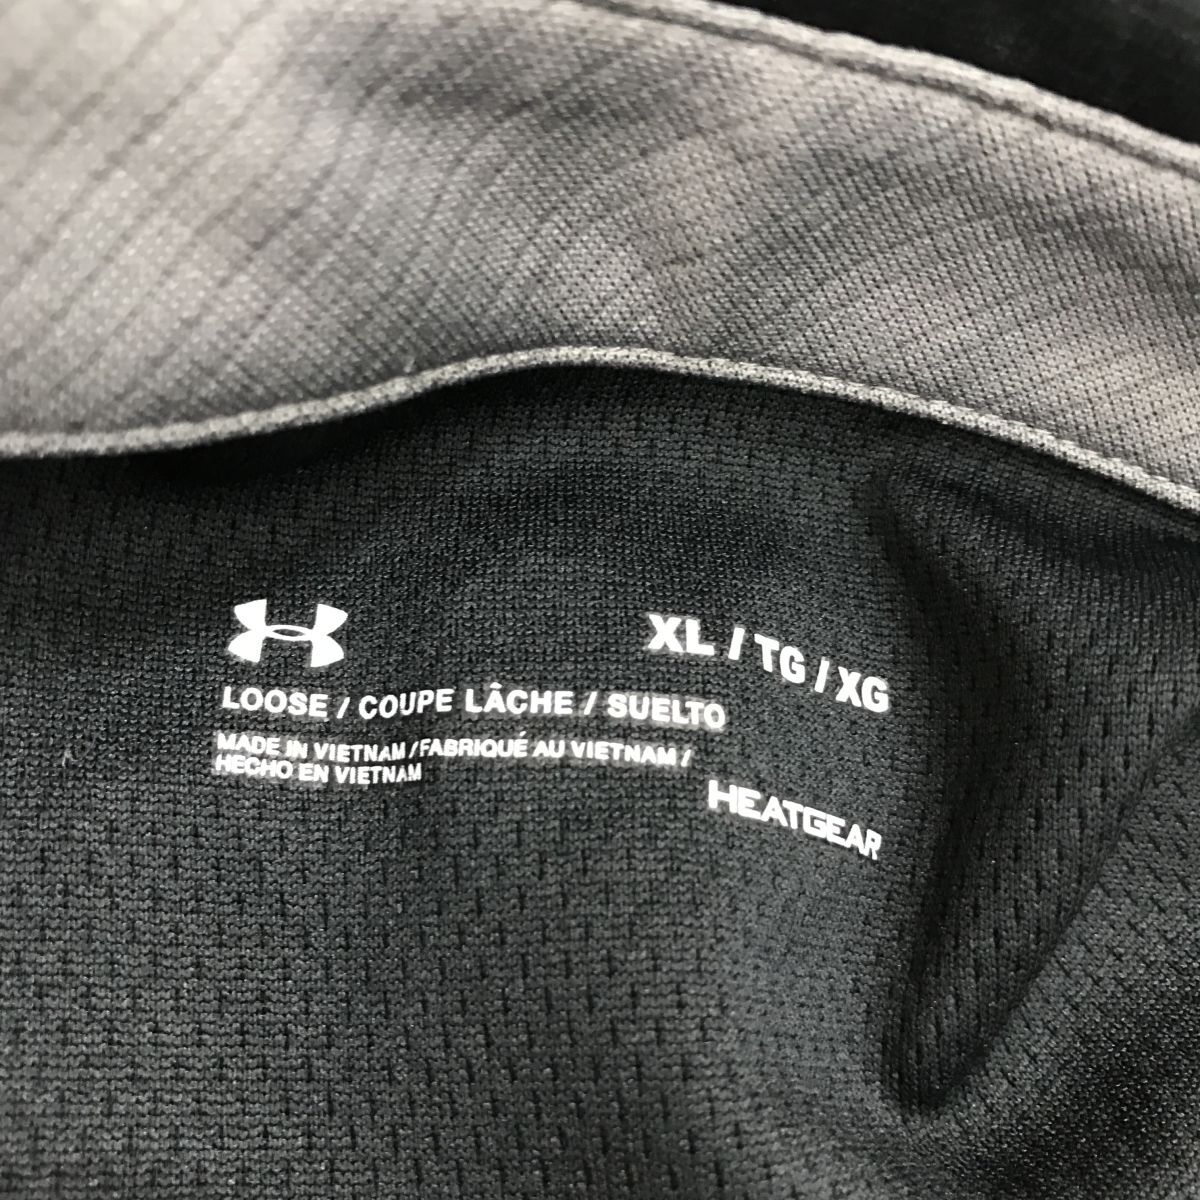 XL / TG / XG
LOOSE / COUPE LÂCHE / SUELTO
MADE IN VIETNAM / FABRIQUÉ AU VIETNAM /
HECHO EN VIETNAM
HEATGEAR